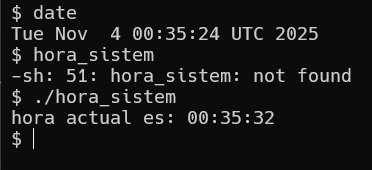 $ date
Tue Nov  4 00:35:24 UTC 2025
$ hora_sistem
-sh: 51: hora_sistem: not found
$ ./hora_sistem
hora actual es: 00:35:32
$